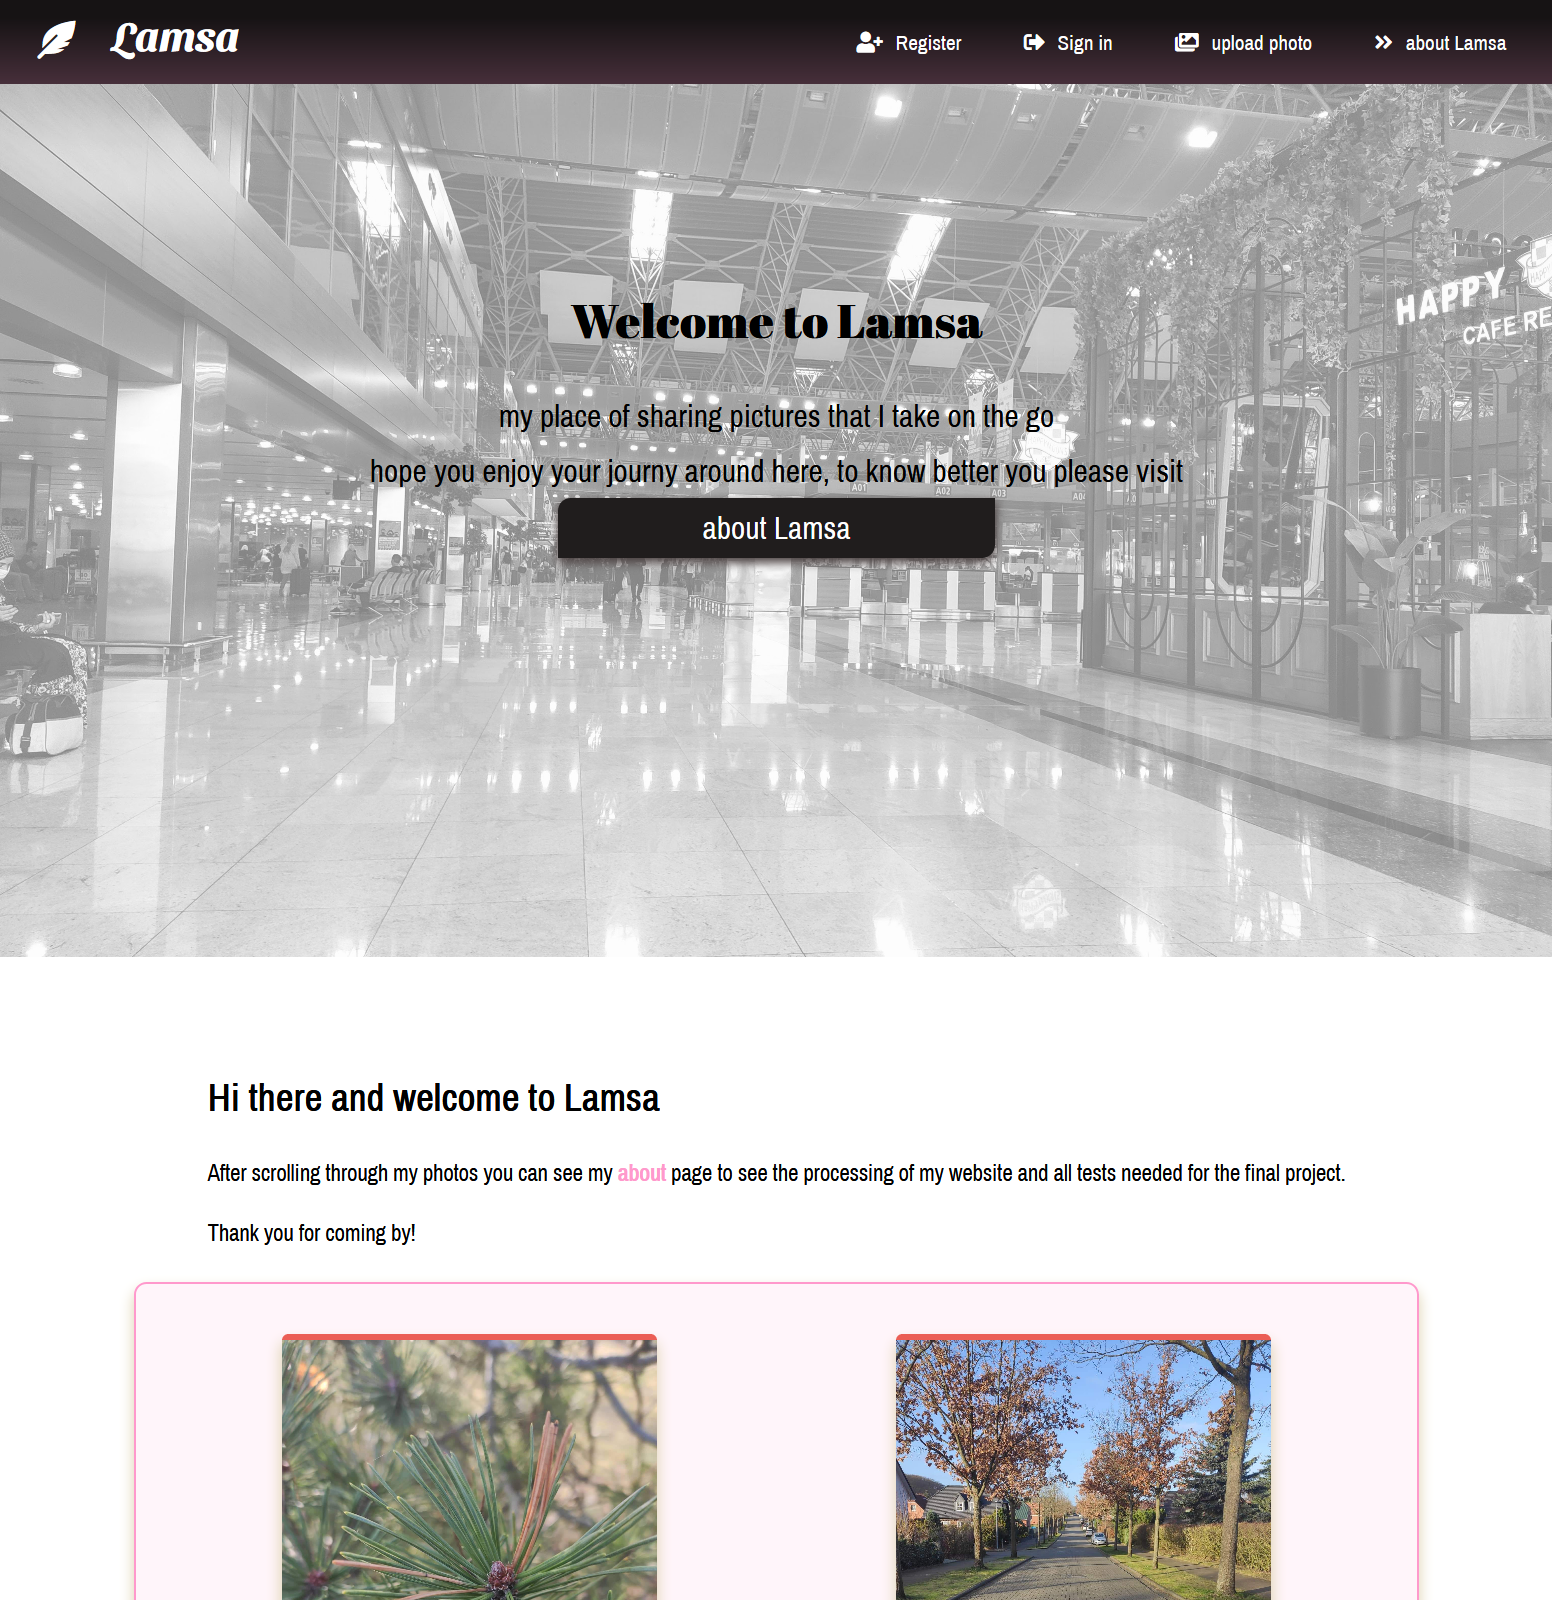 Lamsa
Register
Sign in
upload photo
about Lamsa
HAPPY
CAFE RE
Welcome to Lamsa
my place of sharing pictures that I take on the go
hope you enjoy your journy around here, to know better you please visit
A01
A02
A03
about Lamsa
Hi there and welcome to Lamsa
After scrolling through my photos you can see my about page to see the processing of my website and all tests needed for the final project.
Thank you for coming by!